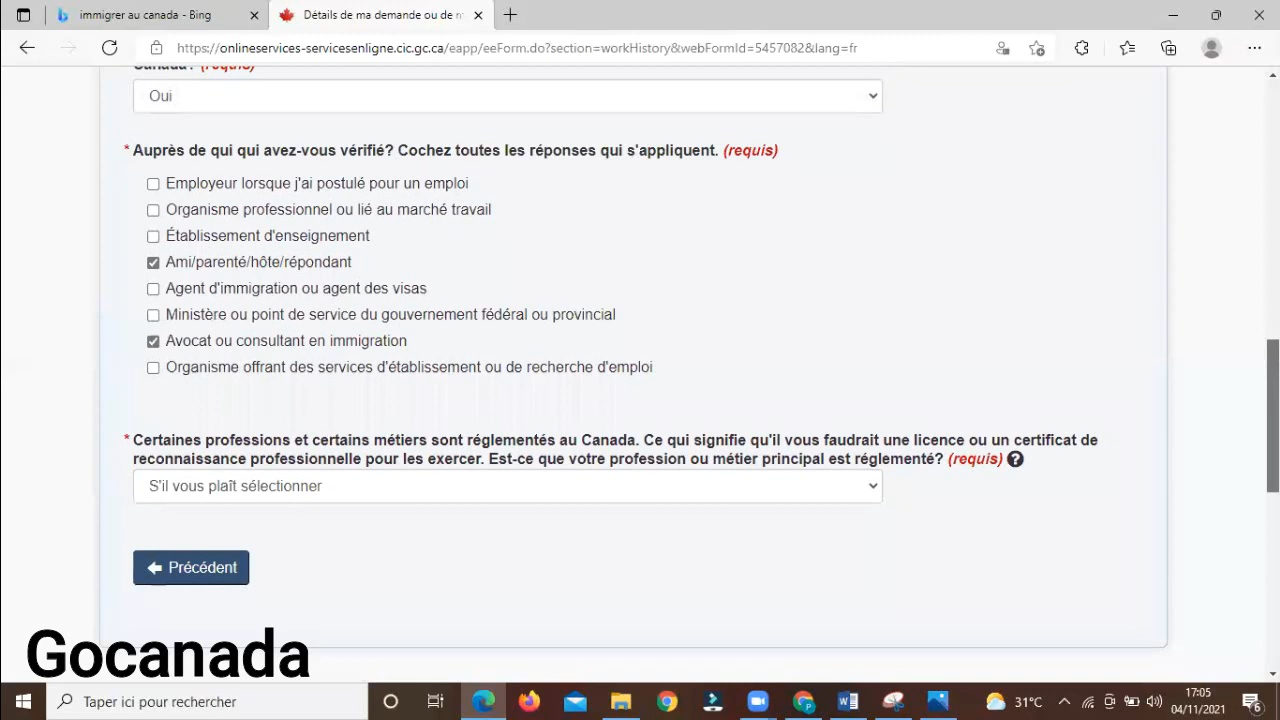 immigrer au canada - Bing
Détails de ma demande ou de m
https://onlineservices-servicesenligne.cic.gc.ca/eapp/eeForm.do?section=workHistory&webFormId=5457082&lang=fr
Canada? (requis)
Oui
* Auprès de qui qui avez-vous vérifié? Cochez toutes les réponses qui s'appliquent. (requis)
Employeur lorsque j'ai postulé pour un emploi
Organisme professionnel ou lié au marché travail
Établissement d'enseignement
Ami/parenté/hôte/répondant
Agent d'immigration ou agent des visas
Ministère ou point de service du gouvernement fédéral ou provincial
Avocat ou consultant en immigration
Organisme offrant des services d'établissement ou de recherche d'emploi
* Certaines professions et certains métiers sont réglementés au Canada. Ce qui signifie qu'il vous faudrait une licence ou un certificat de
reconnaissance professionnelle pour les exercer. Est-ce que votre profession ou métier principal est réglementé? (requis) ?
S'il vous plaît sélectionner
Précédent
Gocanada
Taper ici pour rechercher
31°C
17:05
04/11/2021
6